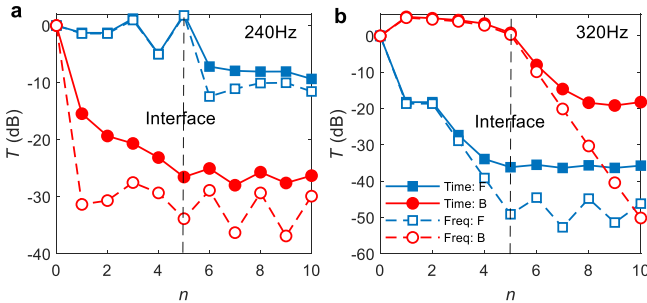 a
240Hz
0
-10
-20
-30
-40
T (dB)
Interface
0 2 4 6 8 10
n
b
320Hz
10
0
-10
-20
-30
-40
-50
-60
T (dB)
Interface
Time: F
Time: B
Freq: F
Freq: B
0 2 4 6 8 10
n